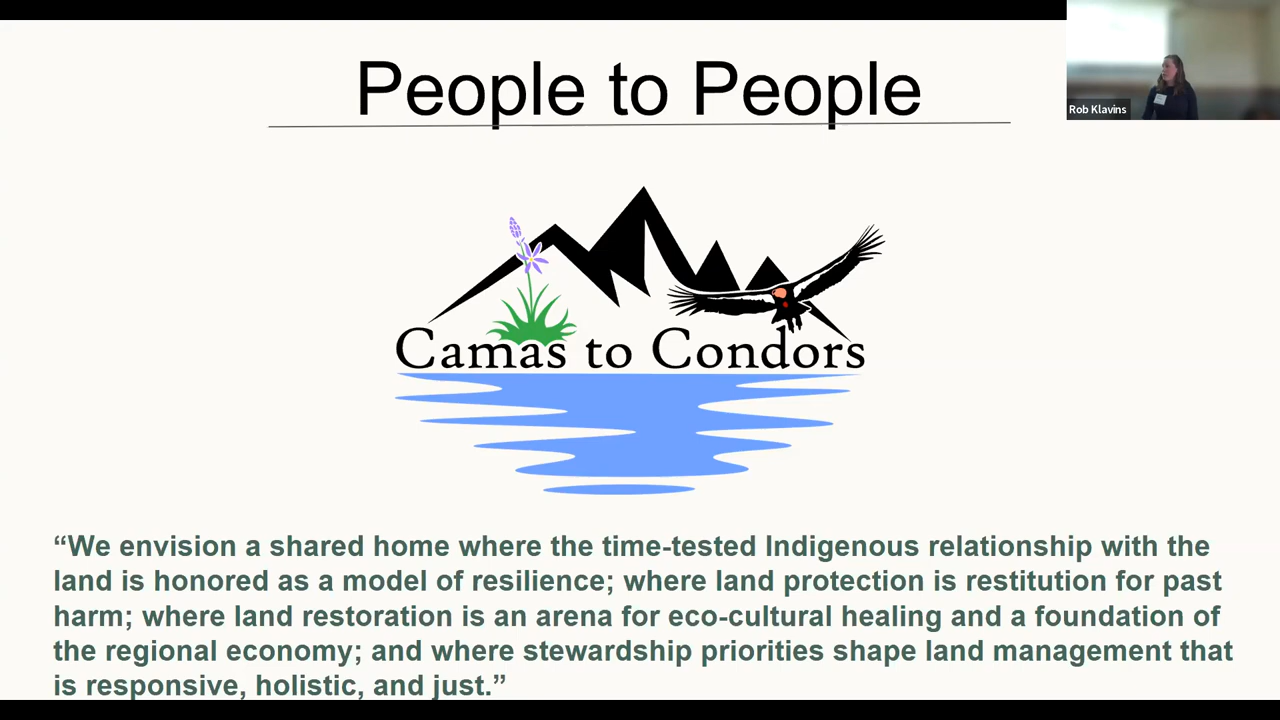 People to People
Rob Klavins
Camas to Condors
“We envision a shared home where the time-tested Indigenous relationship with the
land is honored as a model of resilience; where land protection is restitution for past
harm; where land restoration is an arena for eco-cultural healing and a foundation of
the regional economy; and where stewardship priorities shape land management that
is responsive, holistic, and just.”